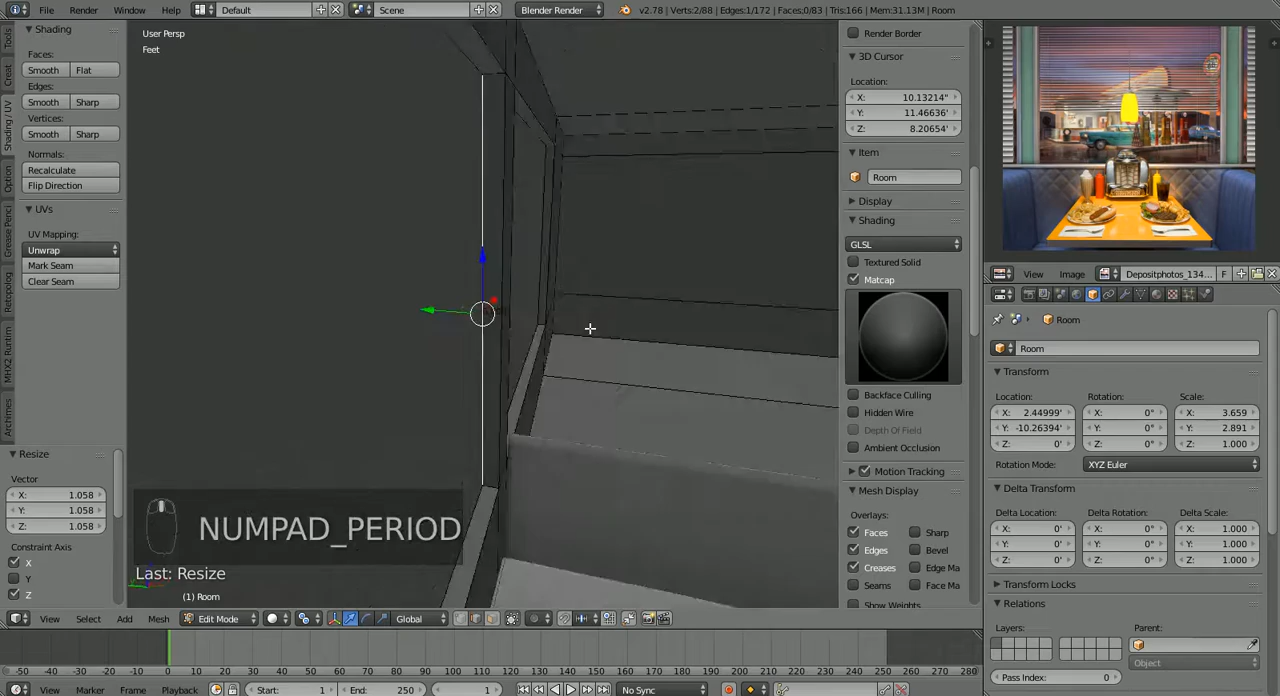 File Render Window Help Default Scene Blender Render v2.78 | Verts:2/88 | Edges:1/172 | Faces:0/83 | Tris:166 | Mem:31.13M | Room
Tools
Creat
Shading / UV
Option
Grease Penci
Retopolog
MHX2 Runtim
Archimes
Shading
Faces:
Smooth Flat
Edges:
Smooth Sharp
Vertices:
Smooth Sharp
Normals:
Recalculate
Flip Direction
UVs
UV Mapping:
Unwrap
Mark Seam
Clear Seam
Resize
Vector
X: 1.058
Y: 1.058
Z: 1.058
Constraint Axis
X
Y
Z
User Persp
Feet
NUMPAD_PERIOD
Last: Resize
(1) Room
Render Border
3D Cursor
Location:
X: 10.13214'
Y: 11.46636'
Z: 8.20654'
Item
Room
Display
Shading
GLSL
Textured Solid
Matcap
Backface Culling
Hidden Wire
Depth Of Field
Ambient Occlusion
Motion Tracking
Mesh Display
Overlays:
Faces Sharp
Edges Bevel
Creases Edge Ma
Seams Face Ma
Show Weights
View Image Depositphotos_134... F
Room
Room
Transform
Location: Rotation: Scale:
X: 2.44999' X: 0° X: 3.659
Y: -10.26394' Y: 0° Y: 2.891
Z: 0' Z: 0° Z: 1.000
Rotation Mode: XYZ Euler
Delta Transform
Delta Location: Delta Rotation: Delta Scale:
X: 0' X: 0° X: 1.000
Y: 0' Y: 0° Y: 1.000
Z: 0' Z: 0° Z: 1.000
Transform Locks
Relations
Layers: Parent:
Object
Pass Index: 0
View Select Add Mesh Edit Mode Global
-50 -40 -30 -20 -10 0 10 20 30 40 50 60 70 80 90 100 110 120 130 140 150 160 170 180 190 200 210 220 230 240 250 260 270 280
View Marker Frame Playback Start: 1 End: 250 1 No Sync